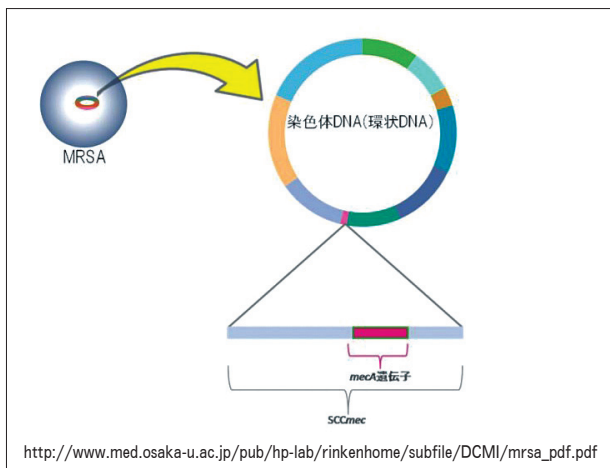 MRSA
染色体DNA(環状DNA)
mecA遺伝子
SCCmec
http://www.med.osaka-u.ac.jp/pub/hp-lab/rinkenhome/subfile/DCMI/mrsa_pdf.pdf